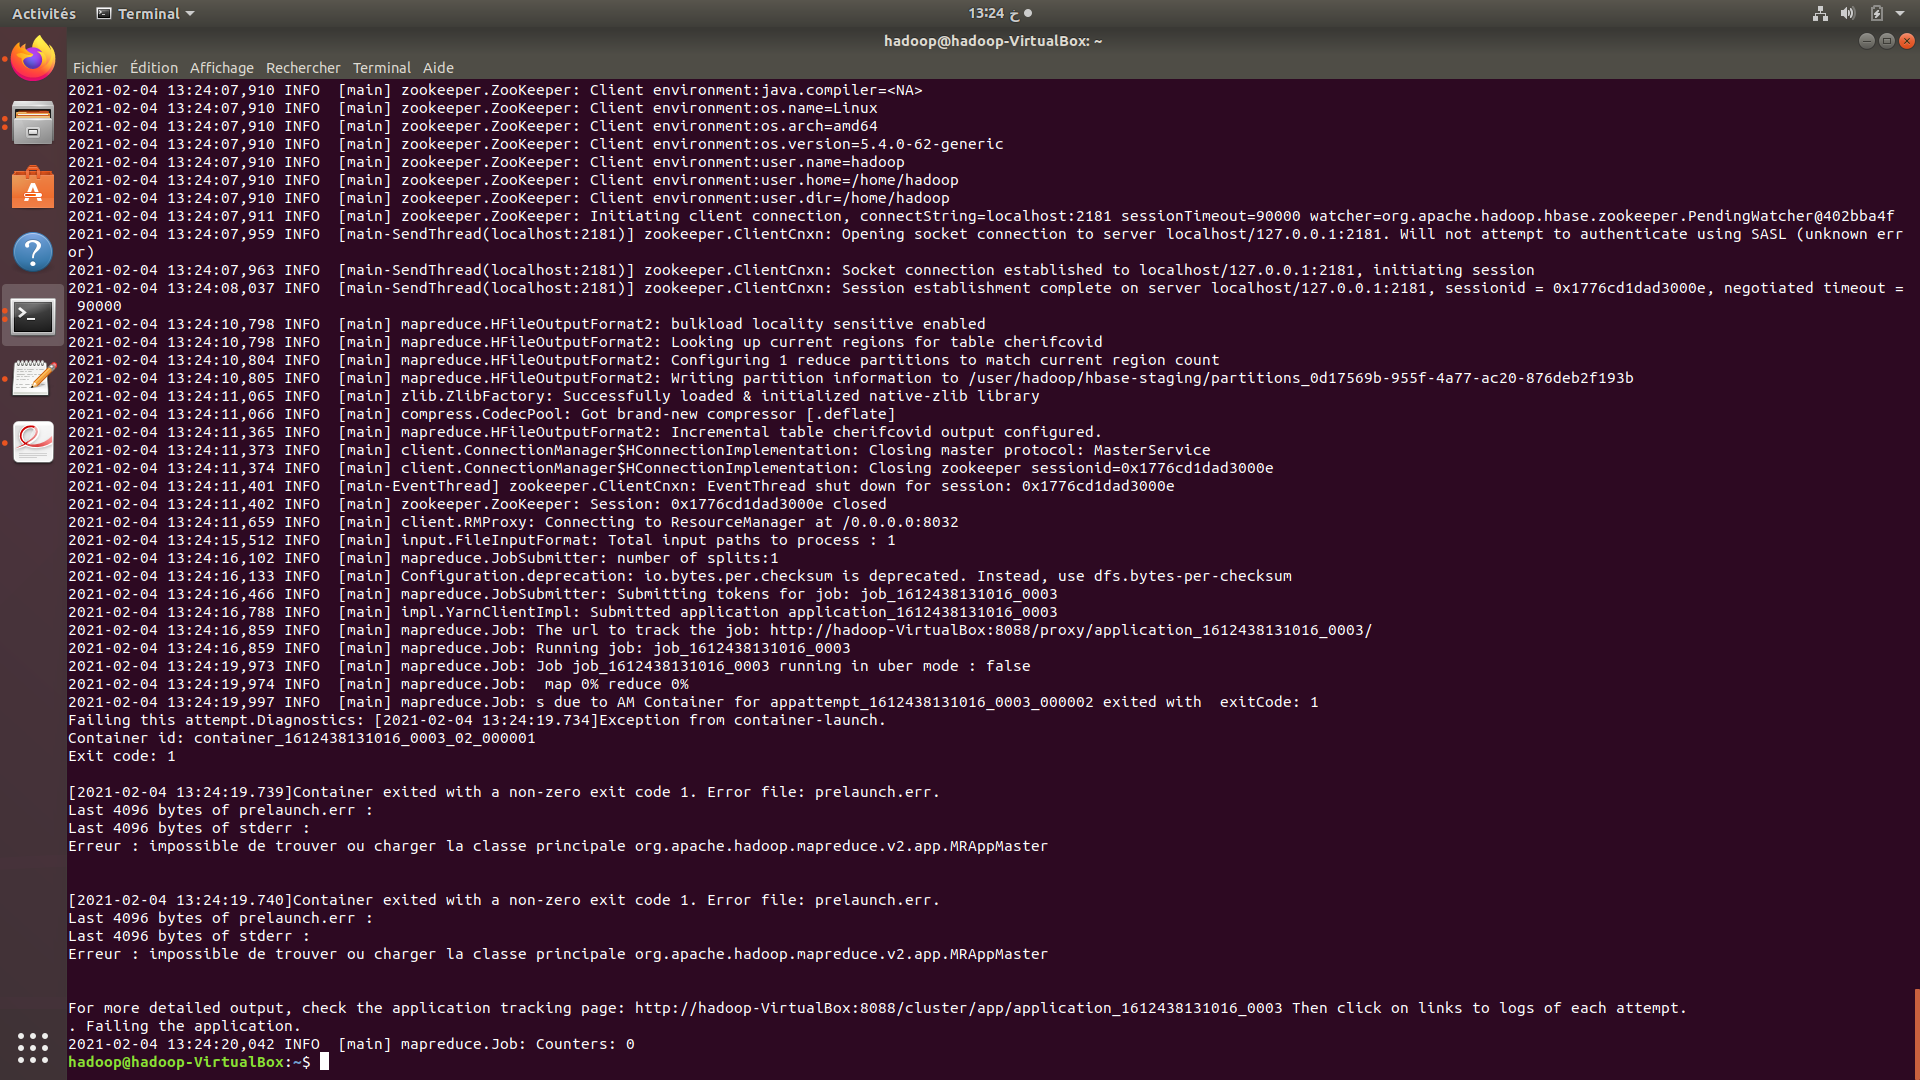 Activités
Terminal
13:24 خ
hadoop@hadoop-VirtualBox: ~
Fichier Édition Affichage Rechercher Terminal Aide
2021-02-04 13:24:07,910 INFO  [main] zookeeper.ZooKeeper: Client environment:java.compiler=<NA>
2021-02-04 13:24:07,910 INFO  [main] zookeeper.ZooKeeper: Client environment:os.name=Linux
2021-02-04 13:24:07,910 INFO  [main] zookeeper.ZooKeeper: Client environment:os.arch=amd64
2021-02-04 13:24:07,910 INFO  [main] zookeeper.ZooKeeper: Client environment:os.version=5.4.0-62-generic
2021-02-04 13:24:07,910 INFO  [main] zookeeper.ZooKeeper: Client environment:user.name=hadoop
2021-02-04 13:24:07,910 INFO  [main] zookeeper.ZooKeeper: Client environment:user.home=/home/hadoop
2021-02-04 13:24:07,910 INFO  [main] zookeeper.ZooKeeper: Client environment:user.dir=/home/hadoop
2021-02-04 13:24:07,911 INFO  [main] zookeeper.ZooKeeper: Initiating client connection, connectString=localhost:2181 sessionTimeout=90000 watcher=org.apache.hadoop.hbase.zookeeper.PendingWatcher@402bba4f
2021-02-04 13:24:07,959 INFO  [main-SendThread(localhost:2181)] zookeeper.ClientCnxn: Opening socket connection to server localhost/127.0.0.1:2181. Will not attempt to authenticate using SASL (unknown err
or)
2021-02-04 13:24:07,963 INFO  [main-SendThread(localhost:2181)] zookeeper.ClientCnxn: Socket connection established to localhost/127.0.0.1:2181, initiating session
2021-02-04 13:24:08,037 INFO  [main-SendThread(localhost:2181)] zookeeper.ClientCnxn: Session establishment complete on server localhost/127.0.0.1:2181, sessionid = 0x1776cd1dad3000e, negotiated timeout =
 90000
2021-02-04 13:24:10,798 INFO  [main] mapreduce.HFileOutputFormat2: bulkload locality sensitive enabled
2021-02-04 13:24:10,798 INFO  [main] mapreduce.HFileOutputFormat2: Looking up current regions for table cherifcovid
2021-02-04 13:24:10,804 INFO  [main] mapreduce.HFileOutputFormat2: Configuring 1 reduce partitions to match current region count
2021-02-04 13:24:10,805 INFO  [main] mapreduce.HFileOutputFormat2: Writing partition information to /user/hadoop/hbase-staging/partitions_0d17569b-955f-4a77-ac20-876deb2f193b
2021-02-04 13:24:11,065 INFO  [main] zlib.ZlibFactory: Successfully loaded & initialized native-zlib library
2021-02-04 13:24:11,066 INFO  [main] compress.CodecPool: Got brand-new compressor [.deflate]
2021-02-04 13:24:11,365 INFO  [main] mapreduce.HFileOutputFormat2: Incremental table cherifcovid output configured.
2021-02-04 13:24:11,373 INFO  [main] client.ConnectionManager$HConnectionImplementation: Closing master protocol: MasterService
2021-02-04 13:24:11,374 INFO  [main] client.ConnectionManager$HConnectionImplementation: Closing zookeeper sessionid=0x1776cd1dad3000e
2021-02-04 13:24:11,401 INFO  [main-EventThread] zookeeper.ClientCnxn: EventThread shut down for session: 0x1776cd1dad3000e
2021-02-04 13:24:11,402 INFO  [main] zookeeper.ZooKeeper: Session: 0x1776cd1dad3000e closed
2021-02-04 13:24:11,659 INFO  [main] client.RMProxy: Connecting to ResourceManager at /0.0.0.0:8032
2021-02-04 13:24:15,512 INFO  [main] input.FileInputFormat: Total input paths to process : 1
2021-02-04 13:24:16,102 INFO  [main] mapreduce.JobSubmitter: number of splits:1
2021-02-04 13:24:16,133 INFO  [main] Configuration.deprecation: io.bytes.per.checksum is deprecated. Instead, use dfs.bytes-per-checksum
2021-02-04 13:24:16,466 INFO  [main] mapreduce.JobSubmitter: Submitting tokens for job: job_1612438131016_0003
2021-02-04 13:24:16,788 INFO  [main] impl.YarnClientImpl: Submitted application application_1612438131016_0003
2021-02-04 13:24:16,859 INFO  [main] mapreduce.Job: The url to track the job: http://hadoop-VirtualBox:8088/proxy/application_1612438131016_0003/
2021-02-04 13:24:16,859 INFO  [main] mapreduce.Job: Running job: job_1612438131016_0003
2021-02-04 13:24:19,973 INFO  [main] mapreduce.Job: Job job_1612438131016_0003 running in uber mode : false
2021-02-04 13:24:19,974 INFO  [main] mapreduce.Job:  map 0% reduce 0%
2021-02-04 13:24:19,997 INFO  [main] mapreduce.Job: s due to AM Container for appattempt_1612438131016_0003_000002 exited with  exitCode: 1
Failing this attempt.Diagnostics: [2021-02-04 13:24:19.734]Exception from container-launch.
Container id: container_1612438131016_0003_02_000001
Exit code: 1
[2021-02-04 13:24:19.739]Container exited with a non-zero exit code 1. Error file: prelaunch.err.
Last 4096 bytes of prelaunch.err :
Last 4096 bytes of stderr :
Erreur : impossible de trouver ou charger la classe principale org.apache.hadoop.mapreduce.v2.app.MRAppMaster
[2021-02-04 13:24:19.740]Container exited with a non-zero exit code 1. Error file: prelaunch.err.
Last 4096 bytes of prelaunch.err :
Last 4096 bytes of stderr :
Erreur : impossible de trouver ou charger la classe principale org.apache.hadoop.mapreduce.v2.app.MRAppMaster
For more detailed output, check the application tracking page: http://hadoop-VirtualBox:8088/cluster/app/application_1612438131016_0003 Then click on links to logs of each attempt.
. Failing the application.
2021-02-04 13:24:20,042 INFO  [main] mapreduce.Job: Counters: 0
hadoop@hadoop-VirtualBox:~$